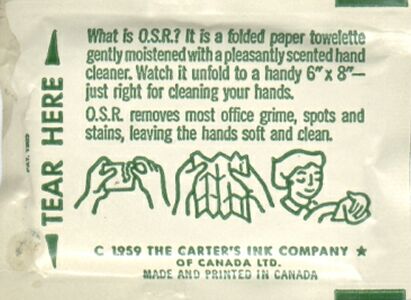 What is O.S.R.? It is a folded paper towelette
gently moistened with a pleasantly scented hand
cleaner. Watch it unfold to a handy 6″ x 8″—
just right for cleaning your hands.
O.S.R. removes most office grime, spots and
stains, leaving the hands soft and clean.
TEAR HERE
C 1959 THE CARTER'S INK COMPANY ★
OF CANADA LTD.
MADE AND PRINTED IN CANADA